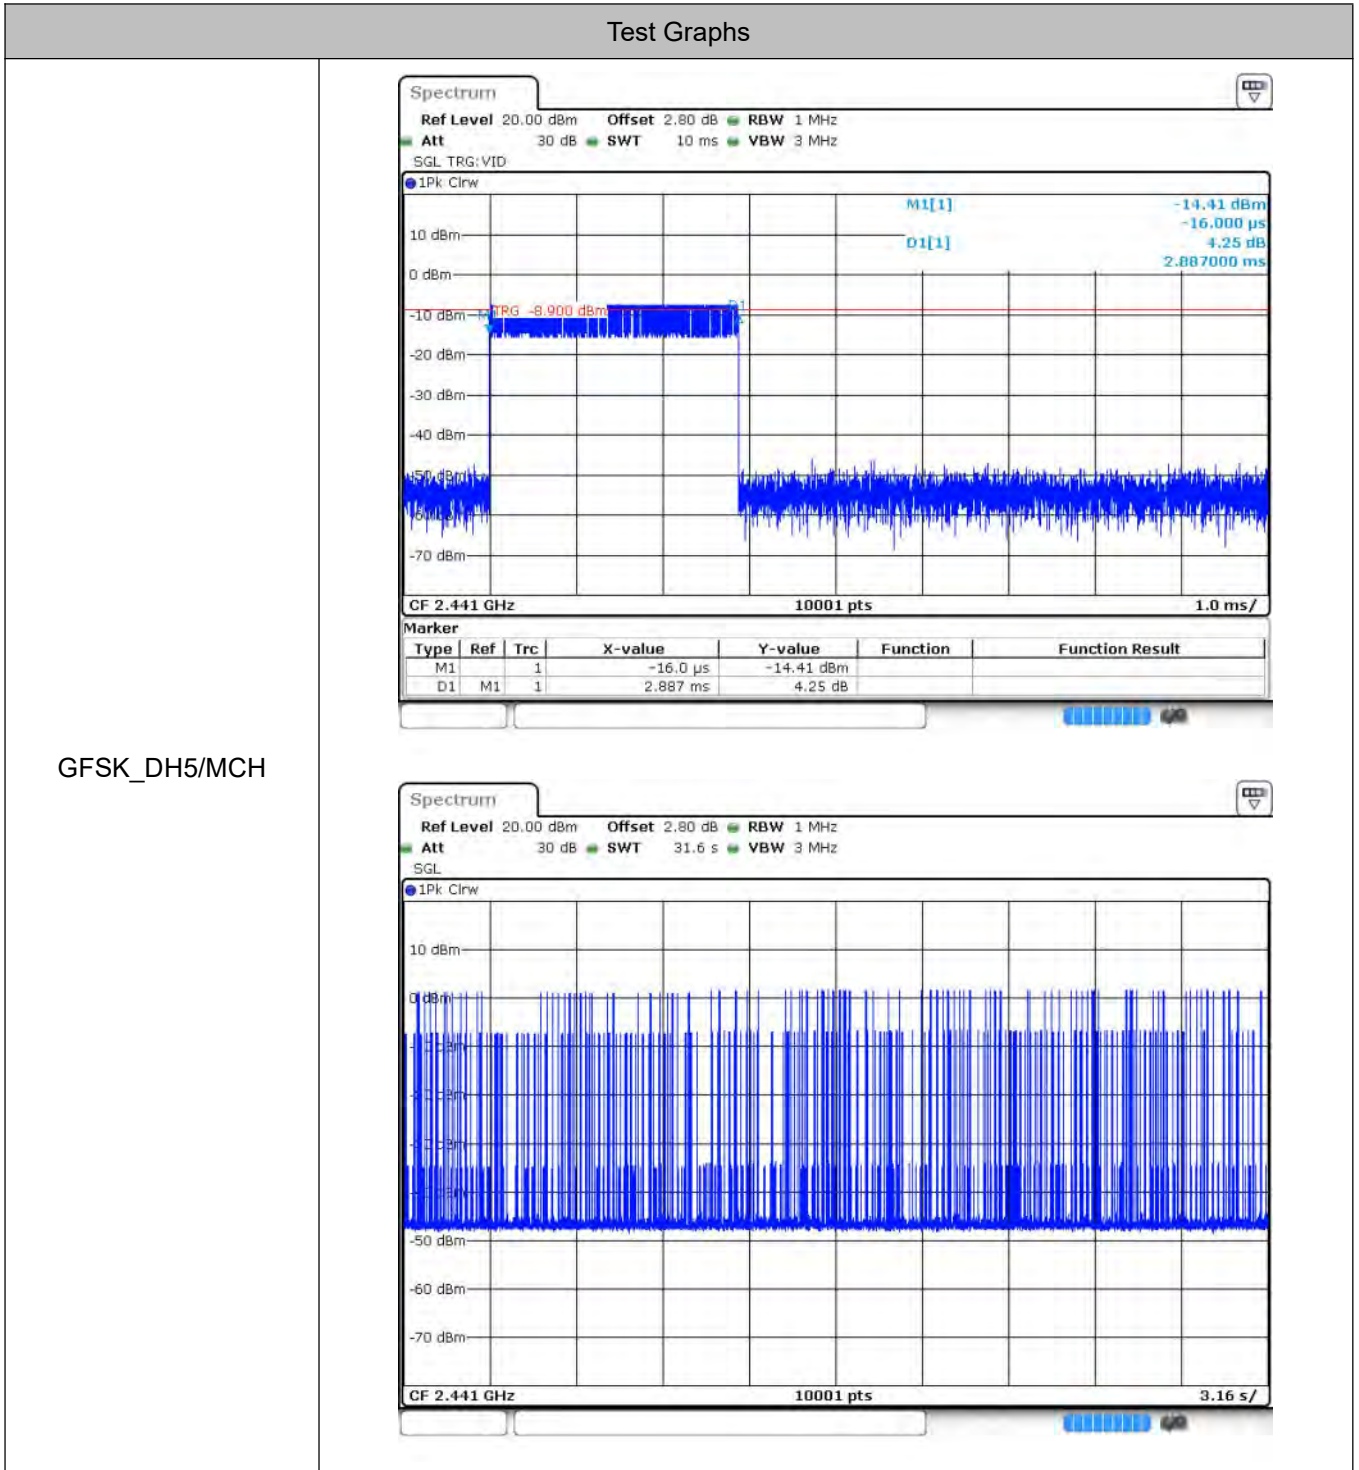 Test Graphs
GFSK_DH5/MCH
Spectrum
Ref Level 20.00 dBm Offset 2.80 dB RBW 1 MHz
Att 30 dB SWT 10 ms VBW 3 MHz
SGL TRG:VID
1Pk Clrw
M1[1] -14.41 dBm
-16.000 µs
D1[1] 4.25 dB
2.887000 ms
10 dBm
0 dBm
TRG -8.900 dBm
D1
-10 dBm
-20 dBm
-30 dBm
-40 dBm
-50 dBm
-70 dBm
CF 2.441 GHz 10001 pts 1.0 ms/
Marker
Type Ref Trc X-value Y-value Function Function Result
M1 1 -16.0 µs -14.41 dBm
D1 M1 1 2.887 ms 4.25 dB
Spectrum
Ref Level 20.00 dBm Offset 2.80 dB RBW 1 MHz
Att 30 dB SWT 31.6 s VBW 3 MHz
SGL
1Pk Clrw
10 dBm
0 dBm
-50 dBm
-60 dBm
-70 dBm
CF 2.441 GHz 10001 pts 3.16 s/